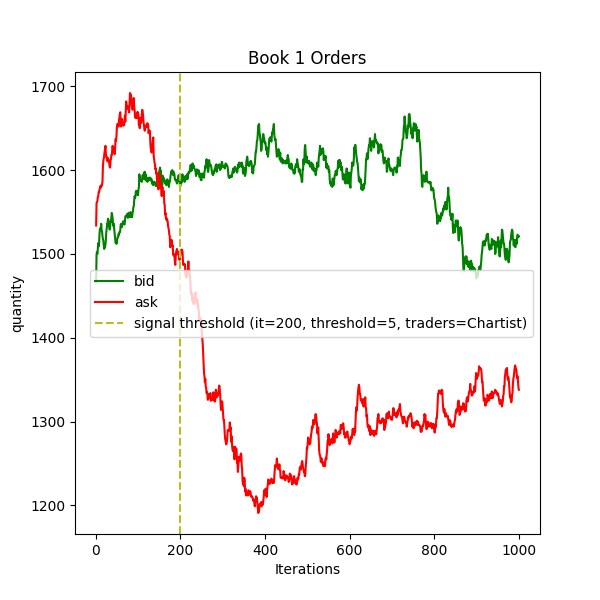 Book 1 Orders
quantity
1700
1600
1500
1400
1300
1200
bid
ask
signal threshold (it=200, threshold=5, traders=Chartist)
0 200 400 600 800 1000
Iterations